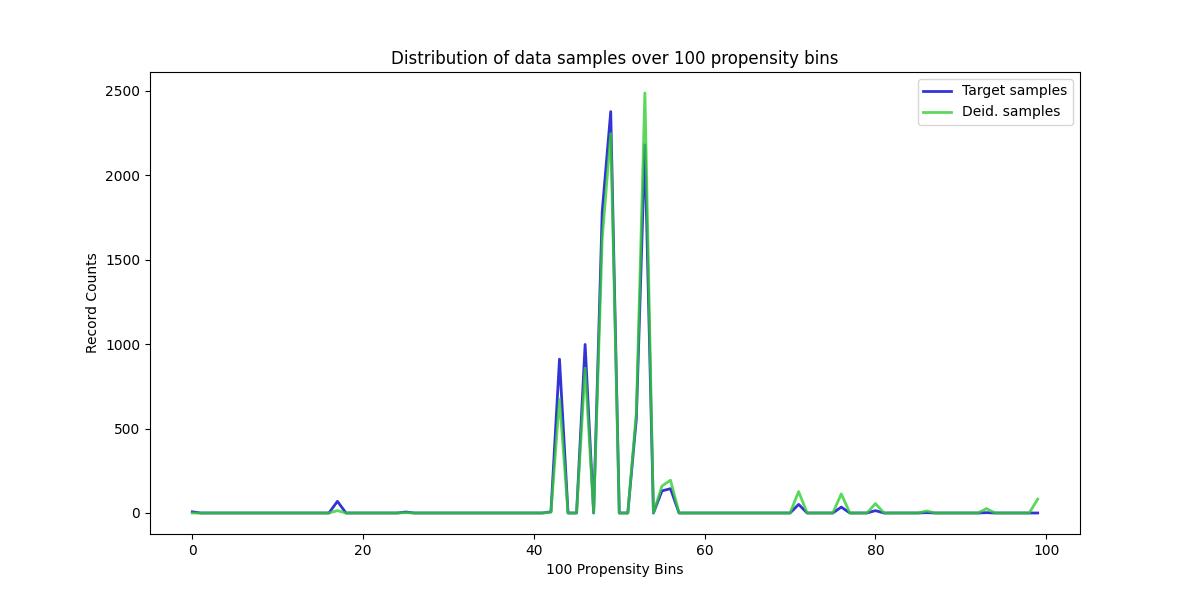 Distribution of data samples over 100 propensity bins
Target samples
Deid. samples
Record Counts
2500
2000
1500
1000
500
0
0 20 40 60 80 100
100 Propensity Bins